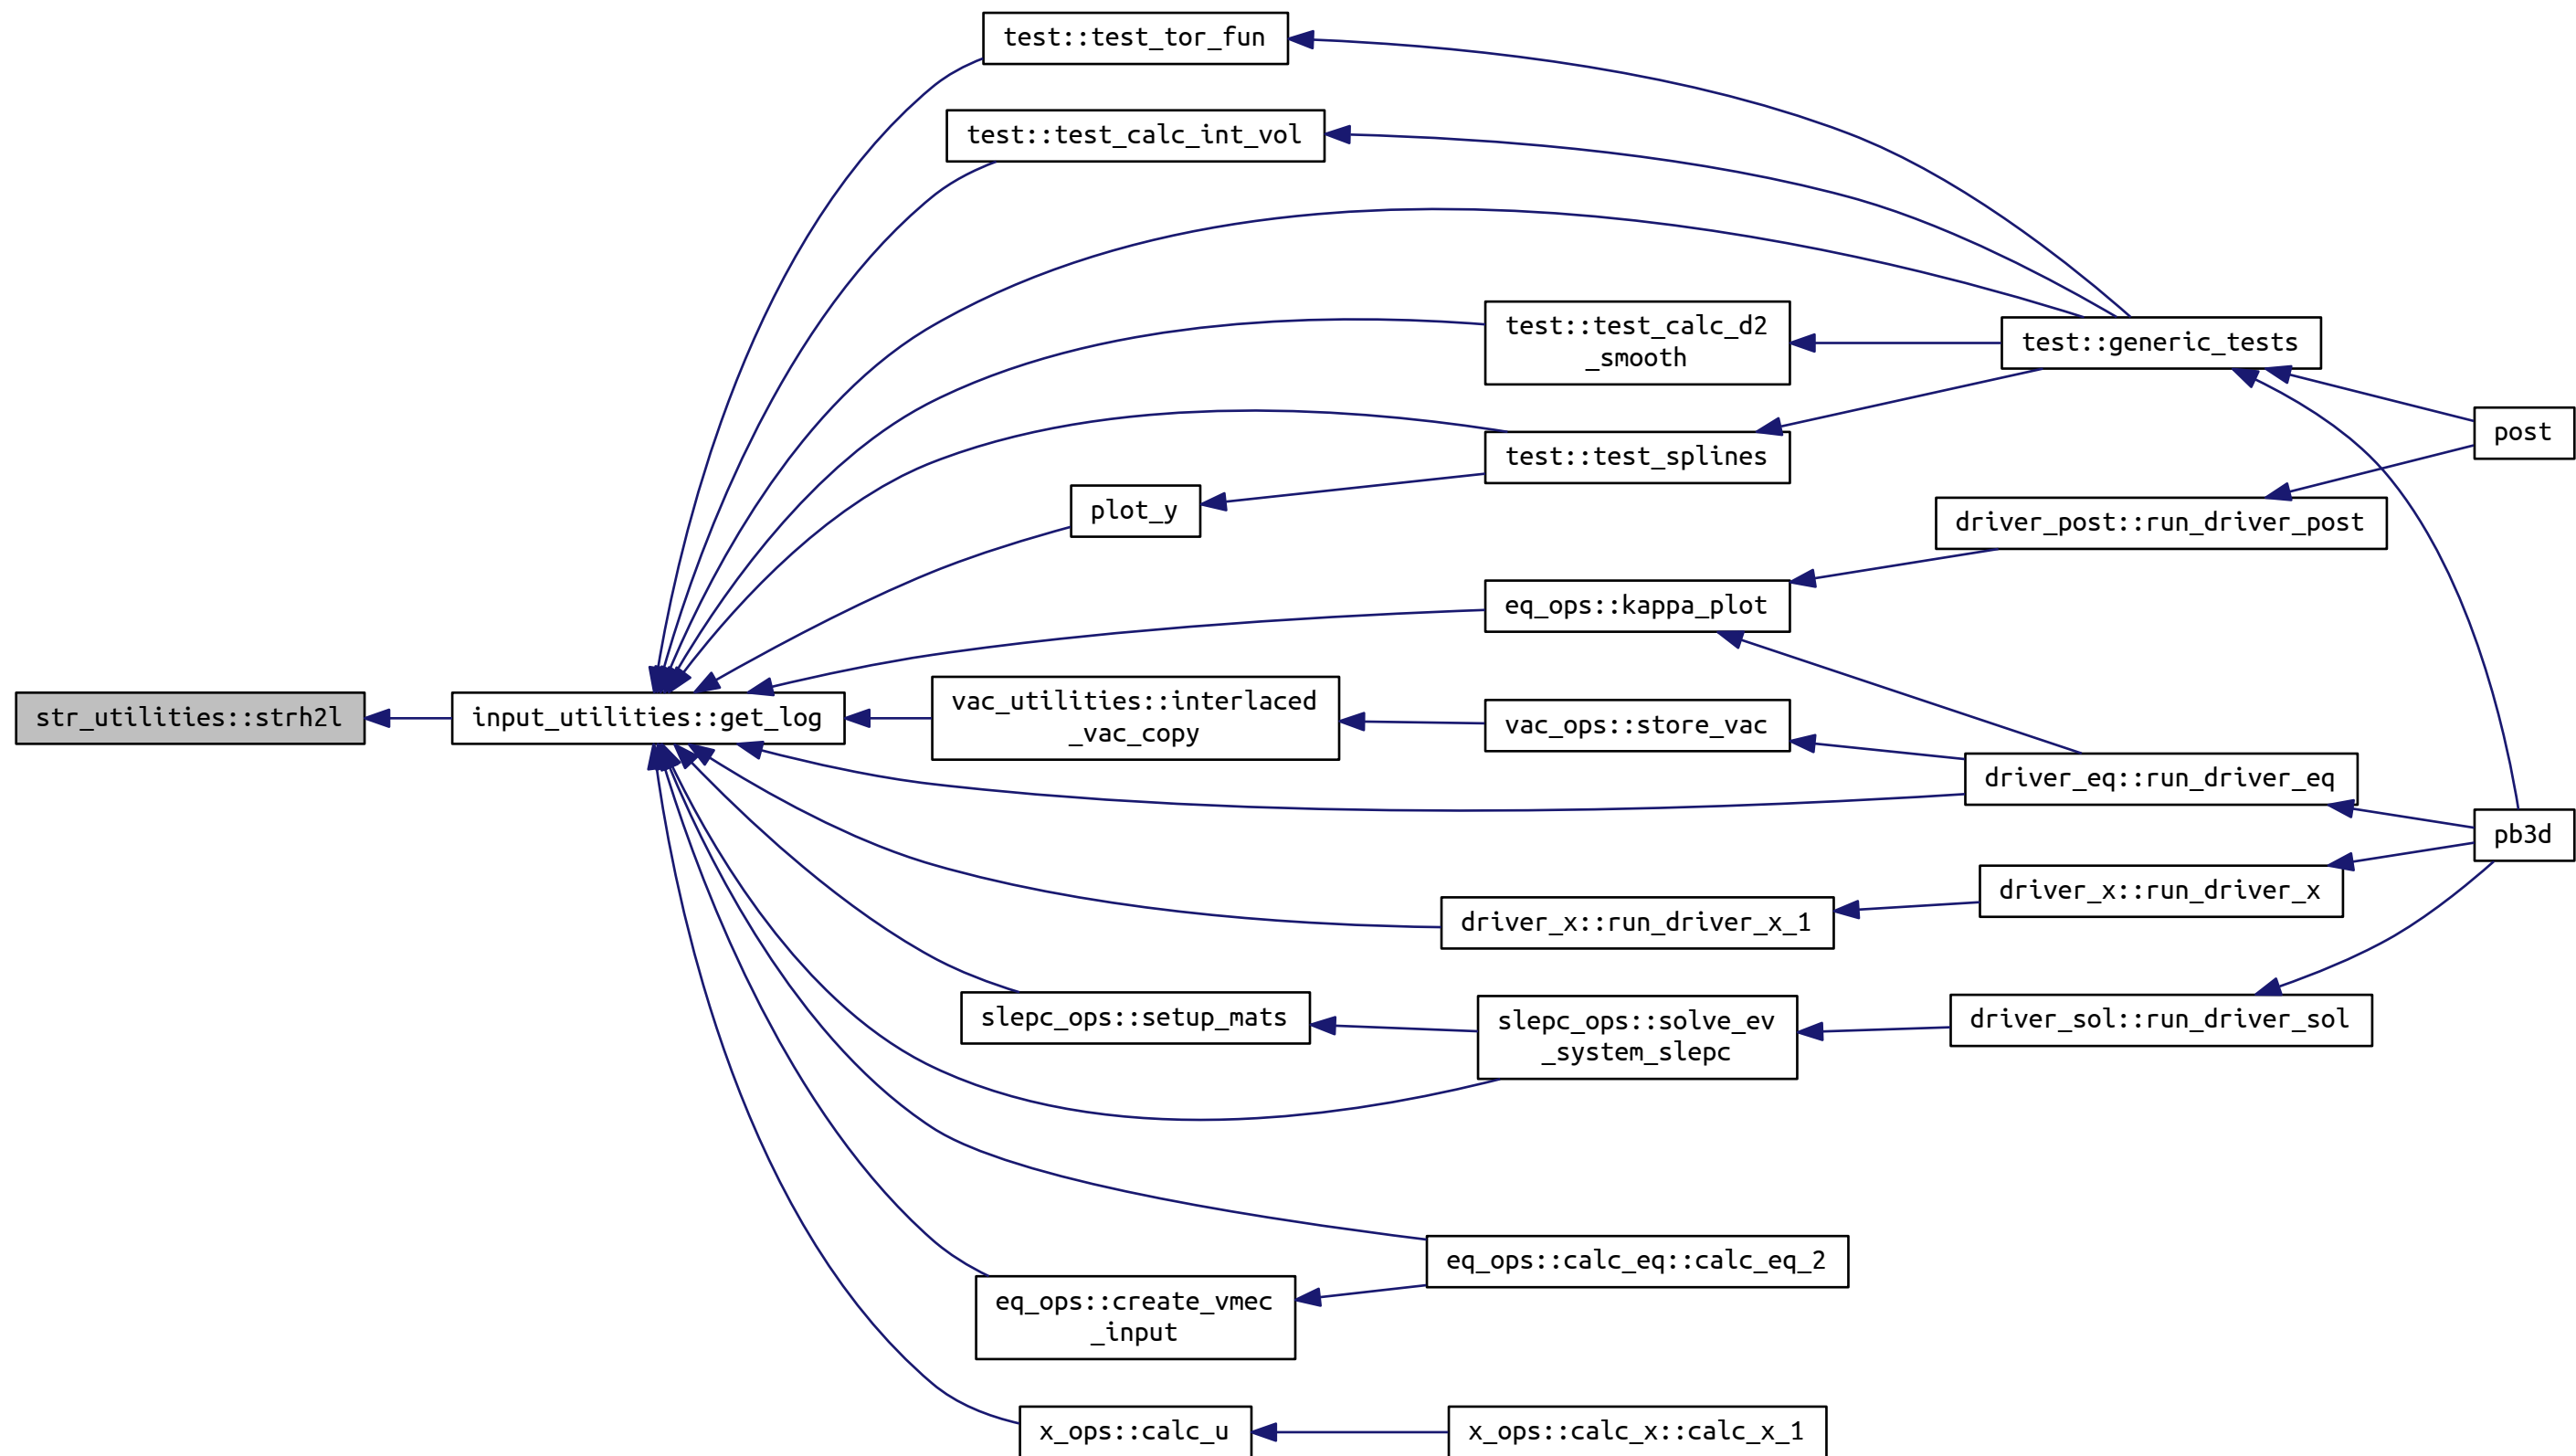 test::test_tor_fun
test::test_calc_int_vol
test::test_calc_d2
_smooth
test::generic_tests
post
test::test_splines
plot_y
driver_post::run_driver_post
eq_ops::kappa_plot
str_utilities::strh2l
input_utilities::get_log
vac_utilities::interlaced
_vac_copy
vac_ops::store_vac
driver_eq::run_driver_eq
pb3d
driver_x::run_driver_x
driver_x::run_driver_x_1
slepc_ops::setup_mats
slepc_ops::solve_ev
_system_slepc
driver_sol::run_driver_sol
eq_ops::calc_eq::calc_eq_2
eq_ops::create_vmec
_input
x_ops::calc_u
x_ops::calc_x::calc_x_1